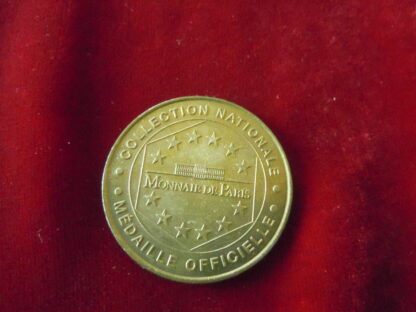 COLLECTION NATIONALE
MONNAIE DE PARIS
MÉDAILLE OFFICIELLE